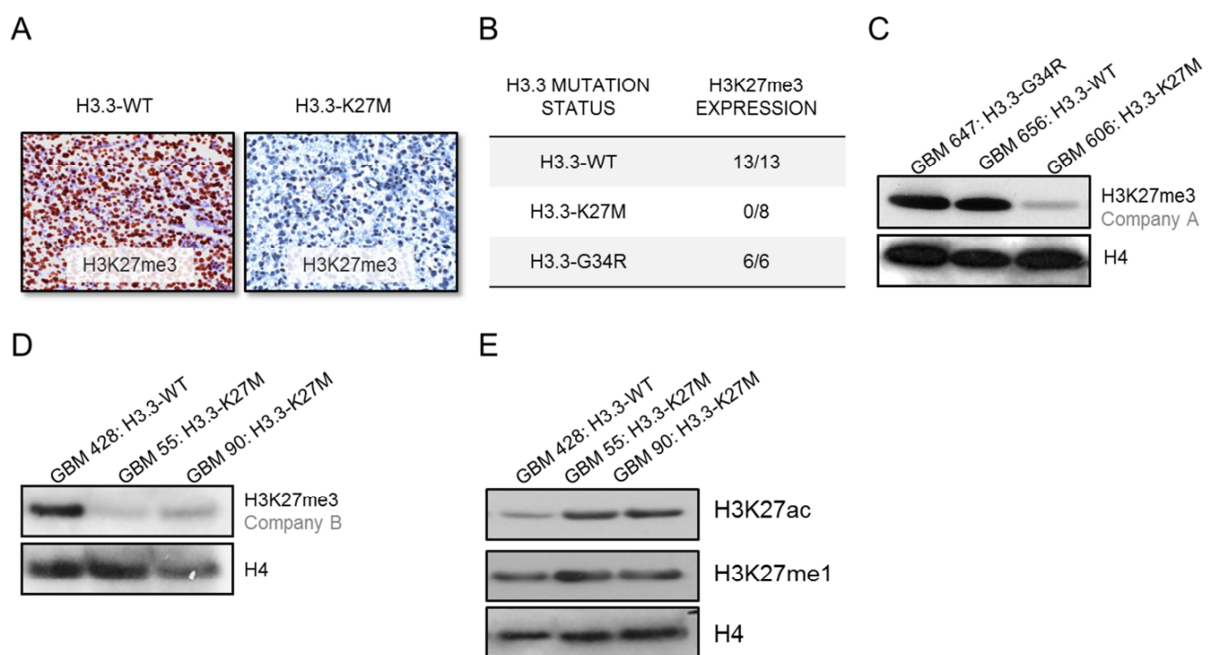 A
H3.3-WT
H3.3-K27M
H3K27me3
H3K27me3
B
H3.3 MUTATION
STATUS
H3K27me3
EXPRESSION
H3.3-WT
13/13
H3.3-K27M
0/8
H3.3-G34R
6/6
C
GBM 647: H3.3-G34R
GBM 656: H3.3-WT
GBM 606: H3.3-K27M
H3K27me3
Company A
H4
D
GBM 428: H3.3-WT
GBM 55: H3.3-K27M
GBM 90: H3.3-K27M
H3K27me3
Company B
H4
E
GBM 428: H3.3-WT
GBM 55: H3.3-K27M
GBM 90: H3.3-K27M
H3K27ac
H3K27me1
H4